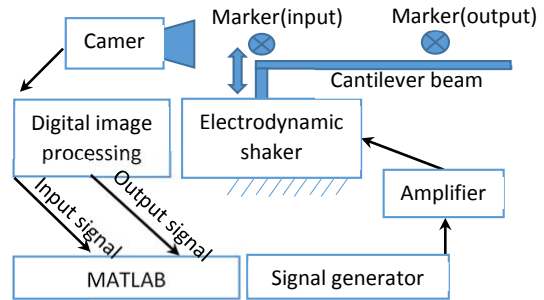 Marker(input)
Marker(output)
Camer
Cantilever beam
Digital image
processing
Electrodynamic
shaker
Amplifier
Input signal
Output signal
MATLAB
Signal generator